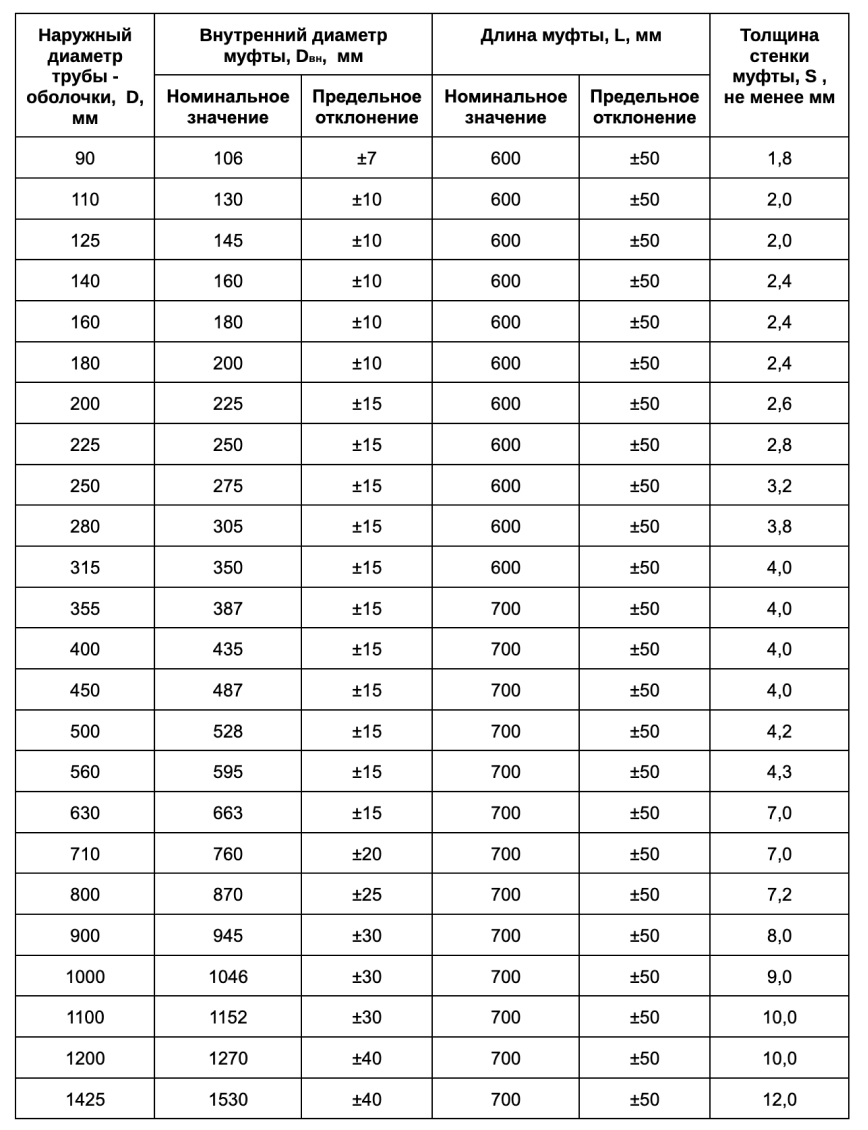 Наружный диаметр трубы - оболочки, D, мм | Внутренний диаметр муфты, Dвн, мм | Длина муфты, L, мм | Толщина стенки муфты, S , не менее мм
Номинальное значение | Предельное отклонение | Номинальное значение | Предельное отклонение
90 | 106 | ±7 | 600 | ±50 | 1,8
110 | 130 | ±10 | 600 | ±50 | 2,0
125 | 145 | ±10 | 600 | ±50 | 2,0
140 | 160 | ±10 | 600 | ±50 | 2,4
160 | 180 | ±10 | 600 | ±50 | 2,4
180 | 200 | ±10 | 600 | ±50 | 2,4
200 | 225 | ±15 | 600 | ±50 | 2,6
225 | 250 | ±15 | 600 | ±50 | 2,8
250 | 275 | ±15 | 600 | ±50 | 3,2
280 | 305 | ±15 | 600 | ±50 | 3,8
315 | 350 | ±15 | 600 | ±50 | 4,0
355 | 387 | ±15 | 700 | ±50 | 4,0
400 | 435 | ±15 | 700 | ±50 | 4,0
450 | 487 | ±15 | 700 | ±50 | 4,0
500 | 528 | ±15 | 700 | ±50 | 4,2
560 | 595 | ±15 | 700 | ±50 | 4,3
630 | 663 | ±15 | 700 | ±50 | 7,0
710 | 760 | ±20 | 700 | ±50 | 7,0
800 | 870 | ±25 | 700 | ±50 | 7,2
900 | 945 | ±30 | 700 | ±50 | 8,0
1000 | 1046 | ±30 | 700 | ±50 | 9,0
1100 | 1152 | ±30 | 700 | ±50 | 10,0
1200 | 1270 | ±40 | 700 | ±50 | 10,0
1425 | 1530 | ±40 | 700 | ±50 | 12,0